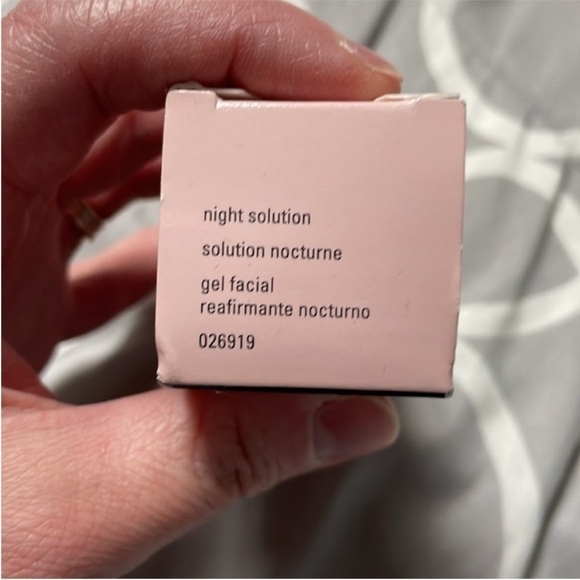 night solution
solution nocturne
gel facial
reafirmante nocturno
026919